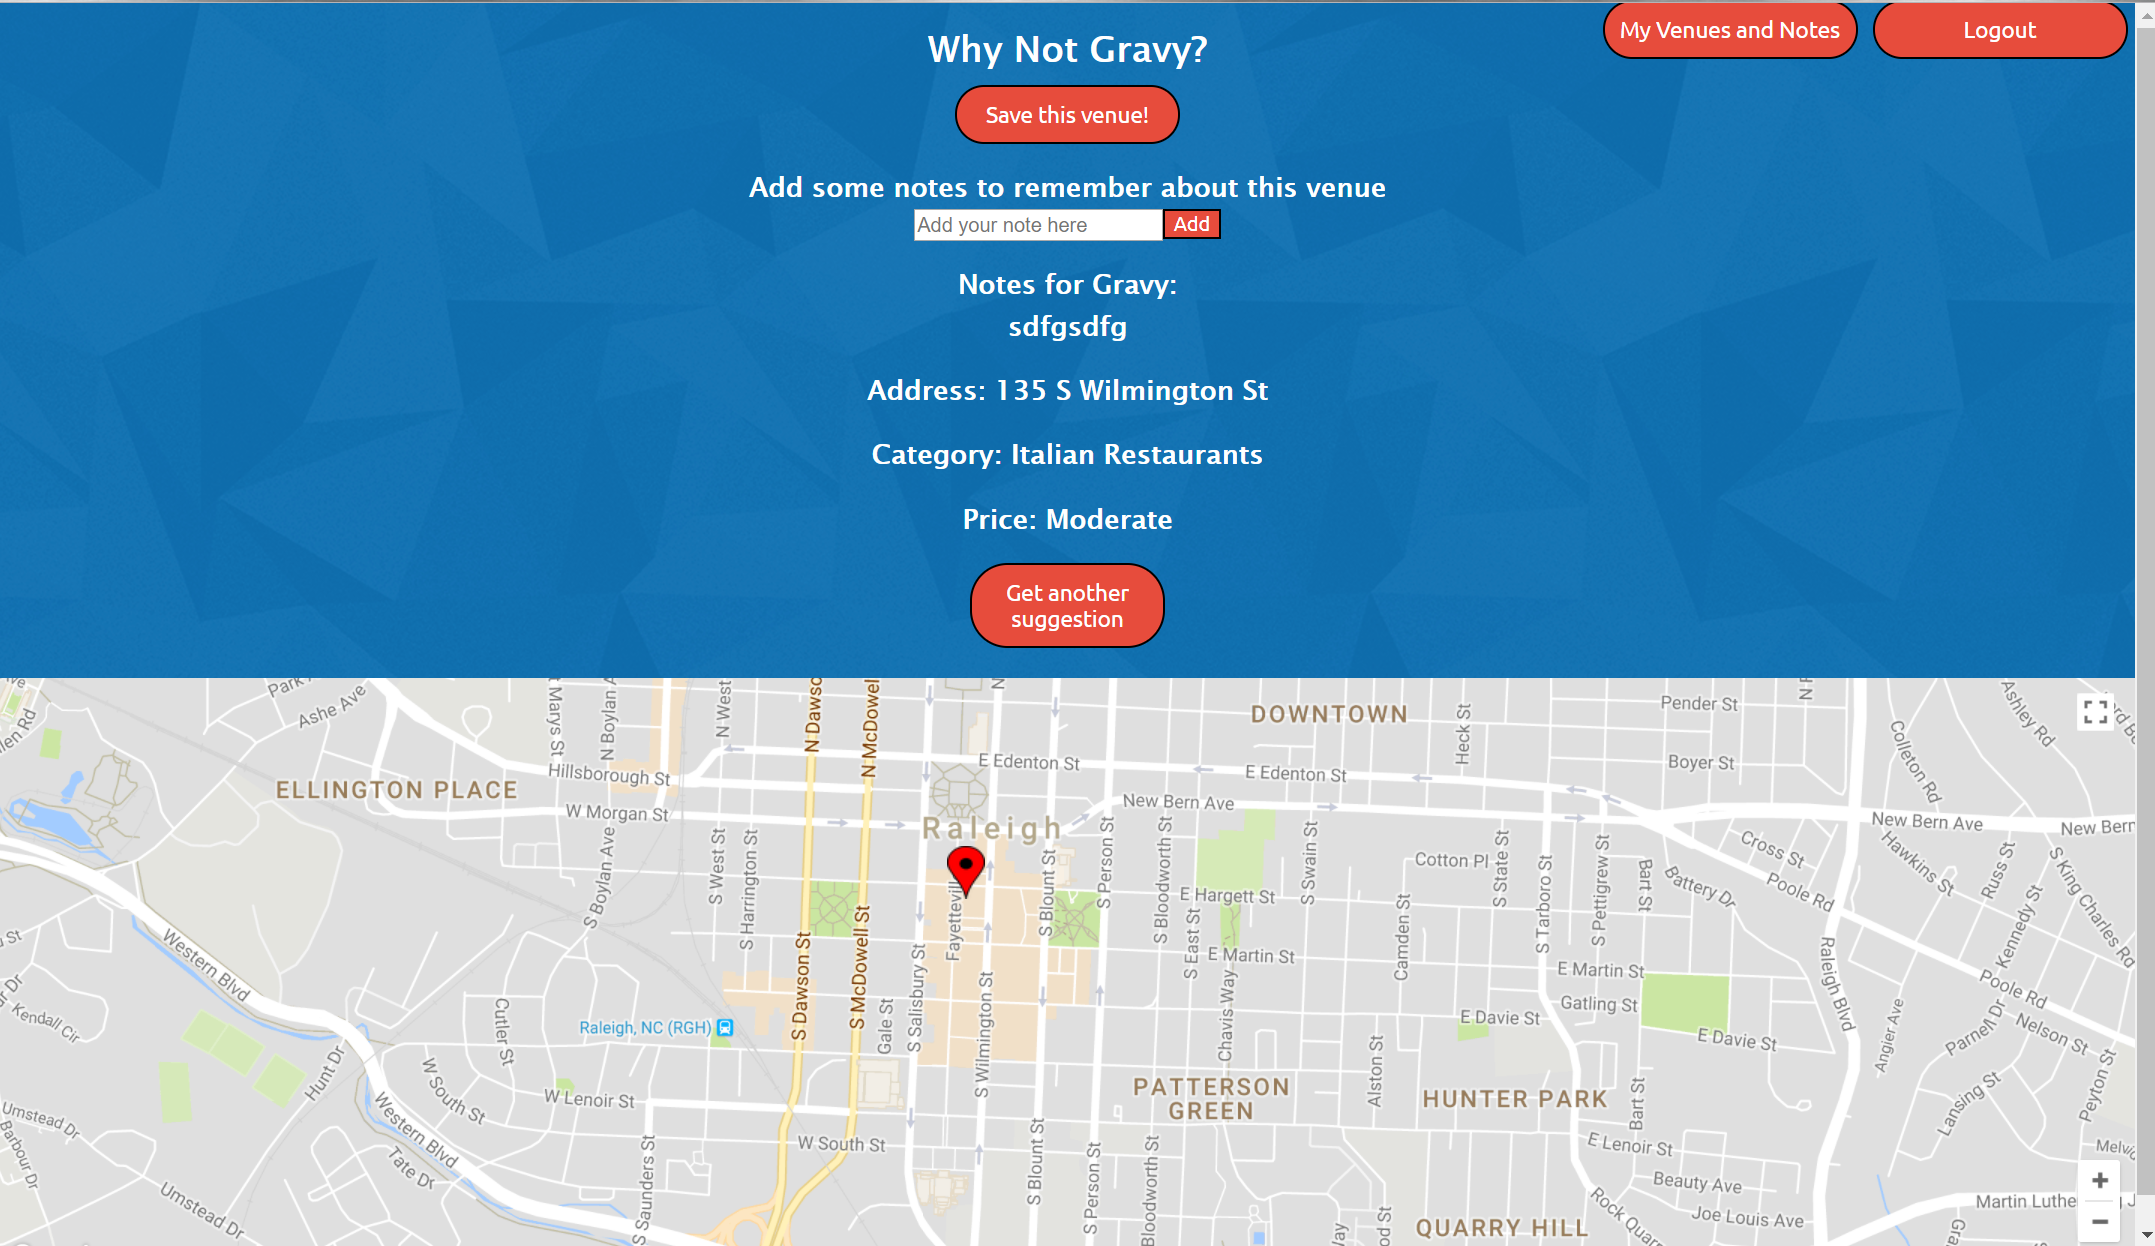 Why Not Gravy?
My Venues and Notes
Logout
Save this venue!
Add some notes to remember about this venue
Add your note here
Add
Notes for Gravy:
sdfgsdfg
Address: 135 S Wilmington St
Category: Italian Restaurants
Price: Moderate
Get another
suggestion
Ashe Ave
N Boylan A
N West
N Dawso
N McDowel
DOWNTOWN
Heck St
Pender St
Ashley Rd
Colleton Rd
E Edenton St
E Edenton St
Boyer St
ELLINGTON PLACE
Hillsborough St
W Morgan St
New Bern Ave
New Bern Ave
New Bern
Raleigh
S Boylan Ave
S West St
S Harrington St
Fayettevill
S Blount St
S Person St
S Bloodworth St
E Hargett St
S Swain St
Cotton Pl
S State St
S Tarboro St
S Pettigrew St
Bart St
Battery Dr
Cross St
Poole Rd
Hawkins St
Russ St
S King Charles Rd
Kennedy St
Western Blvd
S Dawson St
S McDowell St
S Salisbury St
S Wilmington St
S East St
E Martin St
Camden St
E Martin St
Gatling St
Raleigh Blvd
Poole Rd
Kendall Cir
Cutler St
Raleigh, NC (RGH)
Gale St
Chavis Way
E Davie St
E Davie St
Angier Ave
Parnell Dr
Nelson St
Hunt Dr
W South St
W Lenoir St
PATTERSON
GREEN
Alston St
HUNTER PARK
Bart St
Lansing St
Peyton St
Umstead Dr
Barbour Dr
Western Blvd
Tate Dr
W South St
E Lenoir St
Umstead Dr
S Saunders St
S Blount St
S Person St
Bloodworth St
QUARRY HILL
Beauty Ave
Joe Louis Ave
Rock Quar
Martin Luthe